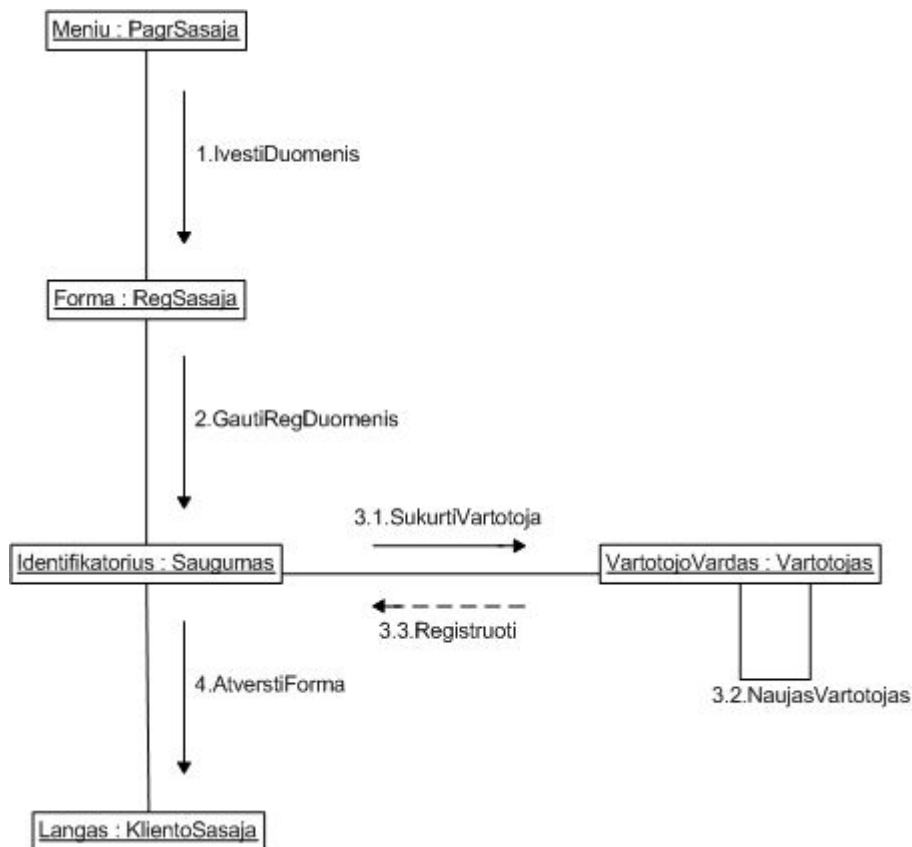 Meniu : PagrSasaja
1.IvestiDuomenis
Forma : RegSasaja
2.GautiRegDuomenis
3.1.SukurtiVartotoja
Identifikatorius : Saugumas
VartotojoVardas : Vartotojas
3.3.Registruoti
4.AtverstiForma
3.2.NaujasVartotojas
Langas : KlientoSasaja